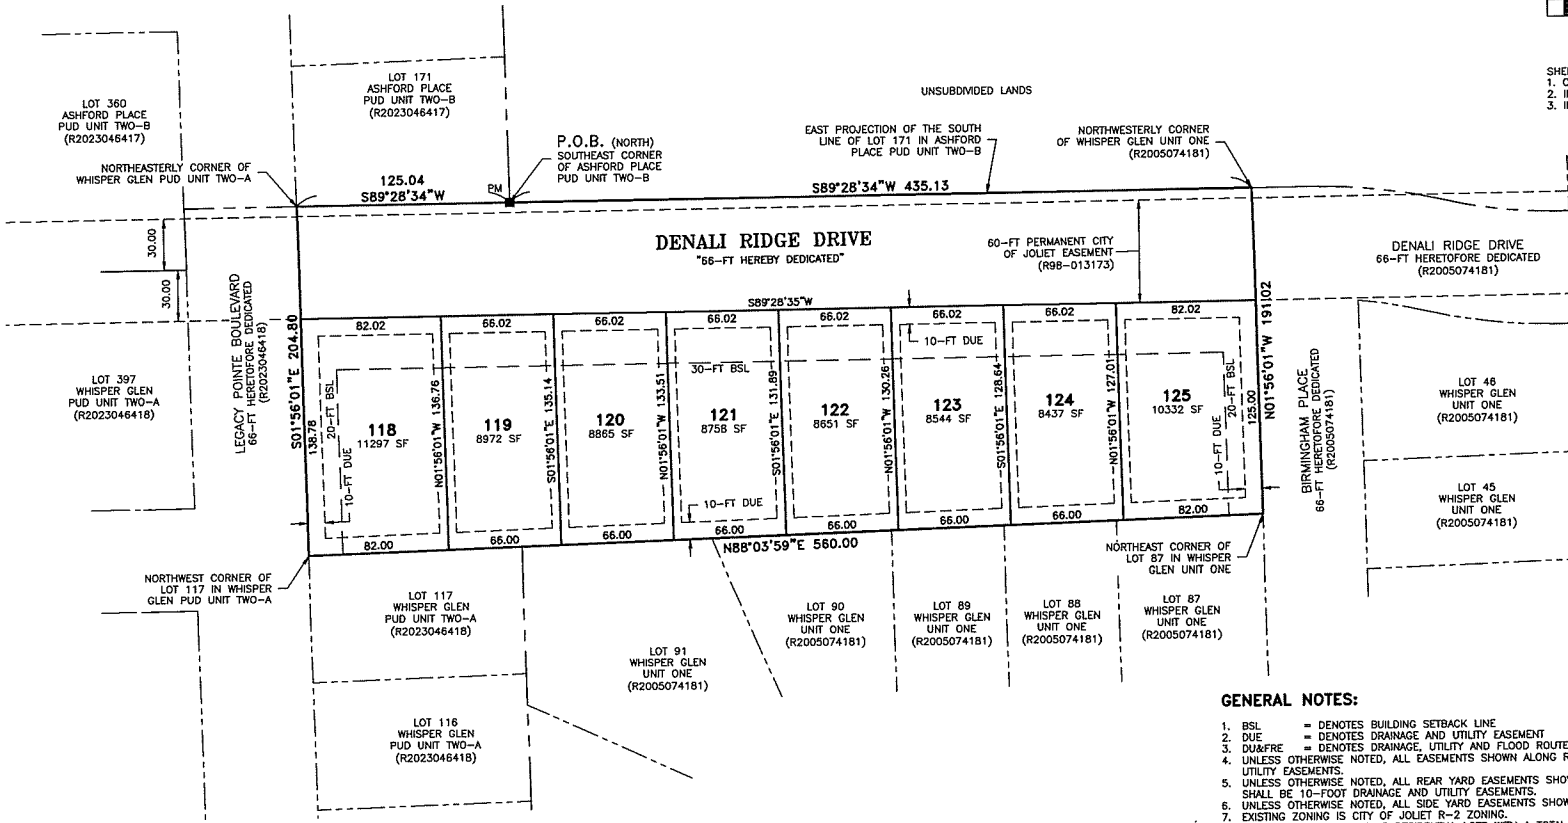 SHE
1. C
2. I
3. I
LOT 360
ASHFORD PLACE
PUD UNIT TWO-B
(R2023046417)
LOT 171
ASHFORD PLACE
PUD UNIT TWO-B
(R2023046417)
UNSUBDIVIDED LANDS
P.O.B. (NORTH)
SOUTHEAST CORNER
OF ASHFORD PLACE
PUD UNIT TWO-B
EAST PROJECTION OF THE SOUTH
LINE OF LOT 171 IN ASHFORD
PLACE PUD UNIT TWO-B
NORTHWESTERLY CORNER
OF WHISPER GLEN UNIT ONE
(R2005074181)
NORTHEASTERLY CORNER OF
WHISPER GLEN PUD UNIT TWO-A
125.04
S89°28'34"W
PM
S89°28'34"W 435.13
30.00
30.00
DENALI RIDGE DRIVE
"66-FT HEREBY DEDICATED"
60-FT PERMANENT CITY
OF JOLIET EASEMENT
(R98-013173)
DENALI RIDGE DRIVE
66-FT HERETOFORE DEDICATED
(R2005074181)
LEGACY POINTE BOULEVARD
66-FT HERETOFORE DEDICATED
(R2023046418)
S01°56'01"E 204.80
S89°28'35"W
N01°56'01"W 191.02
82.02
66.02
66.02
66.02
66.02
66.02
66.02
82.02
10-FT DUE
30-FT BSL
LOT 397
WHISPER GLEN
PUD UNIT TWO-A
(R2023046418)
138.78
20-FT BSL
10-FT DUE
118
11297 SF
N01°56'01"W 136.76
119
8972 SF
S01°56'01"E 135.14
120
8865 SF
N01°56'01"W 133.51
121
8758 SF
S01°56'01"E 131.89
122
8651 SF
N01°56'01"W 130.26
123
8544 SF
S01°56'01"E 128.64
124
8437 SF
N01°56'01"W 127.01
125
10332 SF
10-FT DUE
20-FT BSL
125.00
BIRMINGHAM PLACE
66-FT HERETOFORE DEDICATED
(R2005074181)
LOT 46
WHISPER GLEN
UNIT ONE
(R2005074181)
LOT 45
WHISPER GLEN
UNIT ONE
(R2005074181)
10-FT DUE
82.00
66.00
66.00
66.00
66.00
66.00
66.00
82.00
N88°03'59"E 560.00
NORTHWEST CORNER OF
LOT 117 IN WHISPER
GLEN PUD UNIT TWO-A
NORTHEAST CORNER OF
LOT 87 IN WHISPER
GLEN UNIT ONE
LOT 117
WHISPER GLEN
PUD UNIT TWO-A
(R2023046418)
LOT 91
WHISPER GLEN
UNIT ONE
(R2005074181)
LOT 90
WHISPER GLEN
UNIT ONE
(R2005074181)
LOT 89
WHISPER GLEN
UNIT ONE
(R2005074181)
LOT 88
WHISPER GLEN
UNIT ONE
(R2005074181)
LOT 87
WHISPER GLEN
UNIT ONE
(R2005074181)
LOT 116
WHISPER GLEN
PUD UNIT TWO-A
(R2023046418)
GENERAL NOTES:
1. BSL = DENOTES BUILDING SETBACK LINE
2. DUE = DENOTES DRAINAGE AND UTILITY EASEMENT
3. DU&FRE = DENOTES DRAINAGE, UTILITY AND FLOOD ROUTE
4. UNLESS OTHERWISE NOTED, ALL EASEMENTS SHOWN ALONG R
UTILITY EASEMENTS.
5. UNLESS OTHERWISE NOTED, ALL REAR YARD EASEMENTS SHO
SHALL BE 10-FOOT DRAINAGE AND UTILITY EASEMENTS.
6. UNLESS OTHERWISE NOTED, ALL SIDE YARD EASEMENTS SHOW
7. EXISTING ZONING IS CITY OF JOLIET R-2 ZONING.